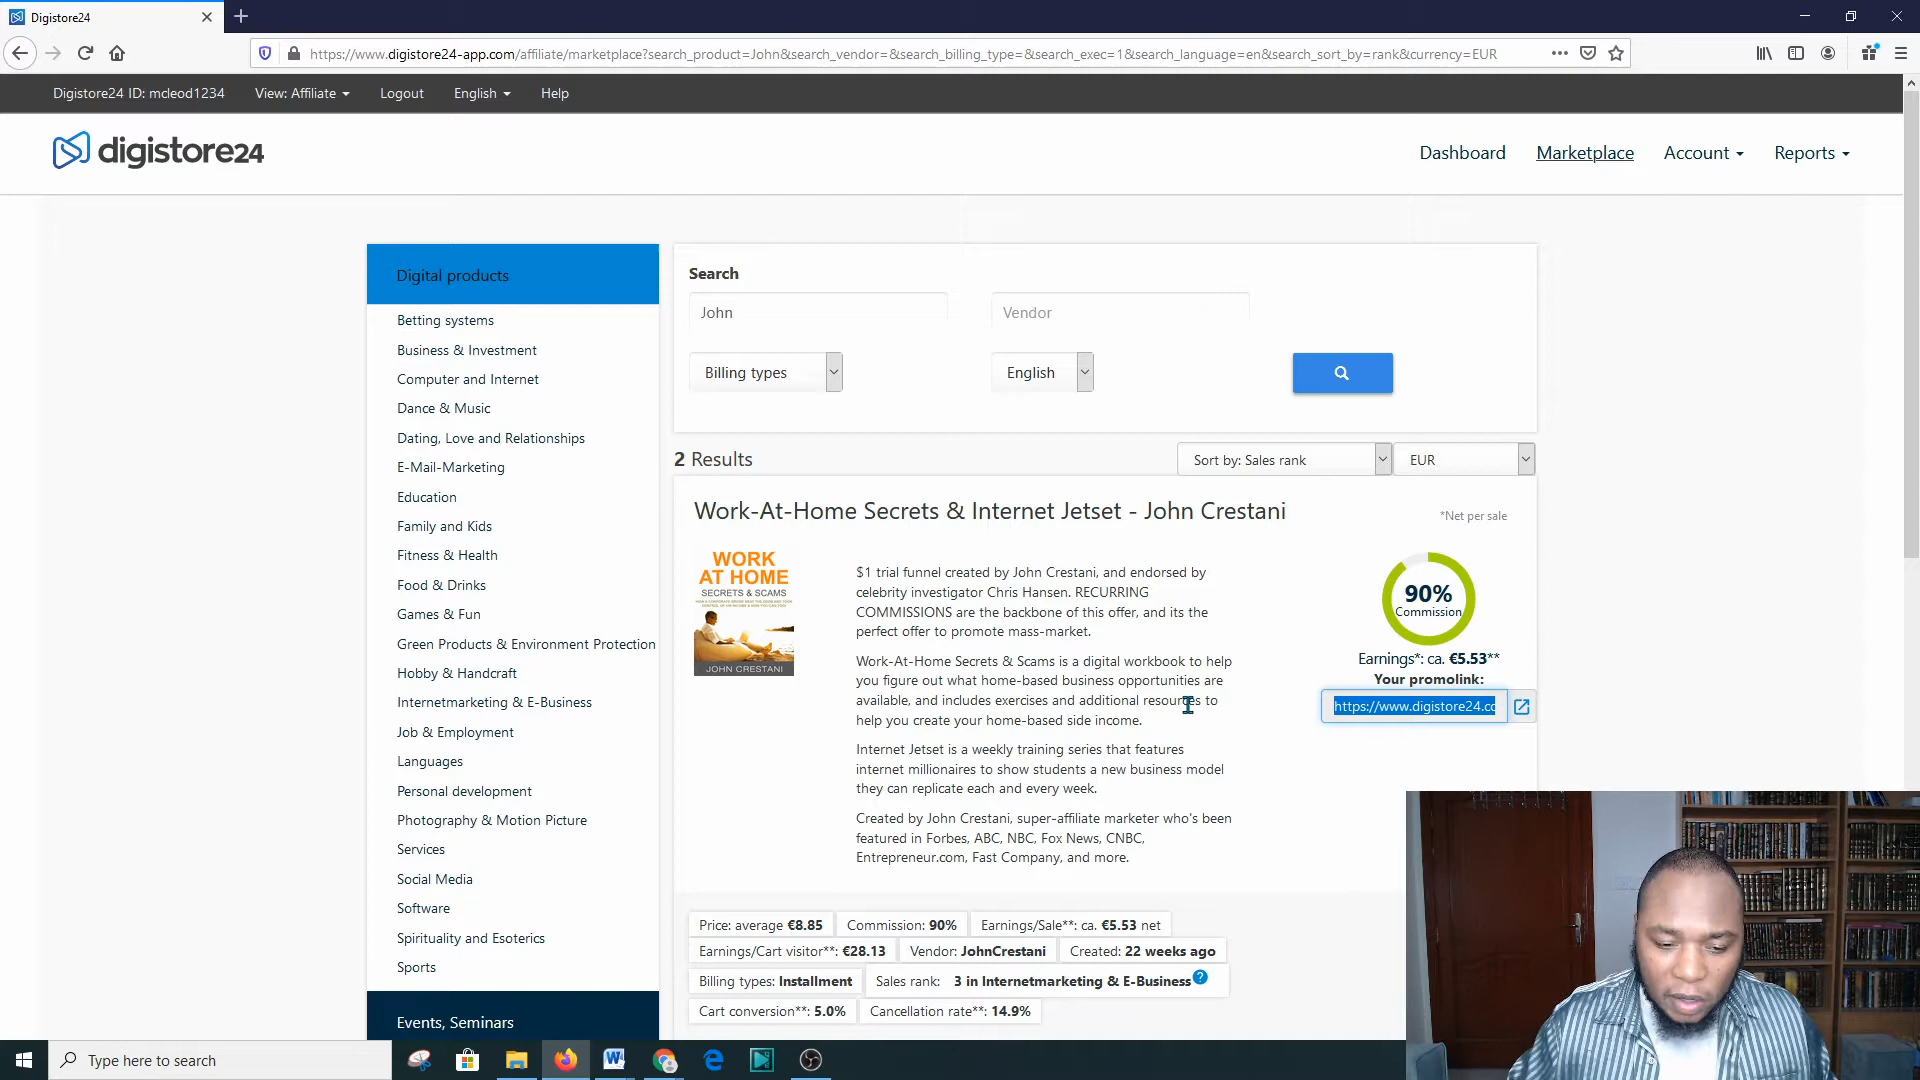 Digistore24
https://www.digistore24-app.com/affiliate/marketplace?search_product=John&search_vendor=&search_billing_type=&search_exec=1&search_language=en&search_sort_by=rank&currency=EUR
Digistore24 ID: mcleod1234
View: Affiliate
Logout
English
Help
digistore24
Dashboard
Marketplace
Account
Reports
Digital products
Betting systems
Business & Investment
Computer and Internet
Dance & Music
Dating, Love and Relationships
E-Mail-Marketing
Education
Family and Kids
Fitness & Health
Food & Drinks
Games & Fun
Green Products & Environment Protection
Hobby & Handcraft
Internetmarketing & E-Business
Job & Employment
Languages
Personal development
Photography & Motion Picture
Services
Social Media
Software
Spirituality and Esoterics
Sports
Events, Seminars
Search
John
Vendor
Billing types
English
2 Results
Sort by: Sales rank
EUR
Work-At-Home Secrets & Internet Jetset - John Crestani
*Net per sale
WORK
AT HOME
SECRETS & SCAMS
JOHN CRESTANI
$1 trial funnel created by John Crestani, and endorsed by
celebrity investigator Chris Hansen. RECURRING
COMMISSIONS are the backbone of this offer, and its the
perfect offer to promote mass-market.
Work-At-Home Secrets & Scams is a digital workbook to help
you figure out what home-based business opportunities are
available, and includes exercises and additional resources to
help you create your home-based side income.
Internet Jetset is a weekly training series that features
internet millionaires to show students a new business model
they can replicate each and every week.
Created by John Crestani, super-affiliate marketer who's been
featured in Forbes, ABC, NBC, Fox News, CNBC,
Entrepreneur.com, Fast Company, and more.
90%
Commission
Earnings*: ca. €5.53**
Your promolink:
https://www.digistore24.co
Price: average €8.85
Commission: 90%
Earnings/Sale**: ca. €5.53 net
Earnings/Cart visitor**: €28.13
Vendor: JohnCrestani
Created: 22 weeks ago
Billing types: Installment
Sales rank: 3 in Internetmarketing & E-Business
Cart conversion**: 5.0%
Cancellation rate**: 14.9%
Type here to search